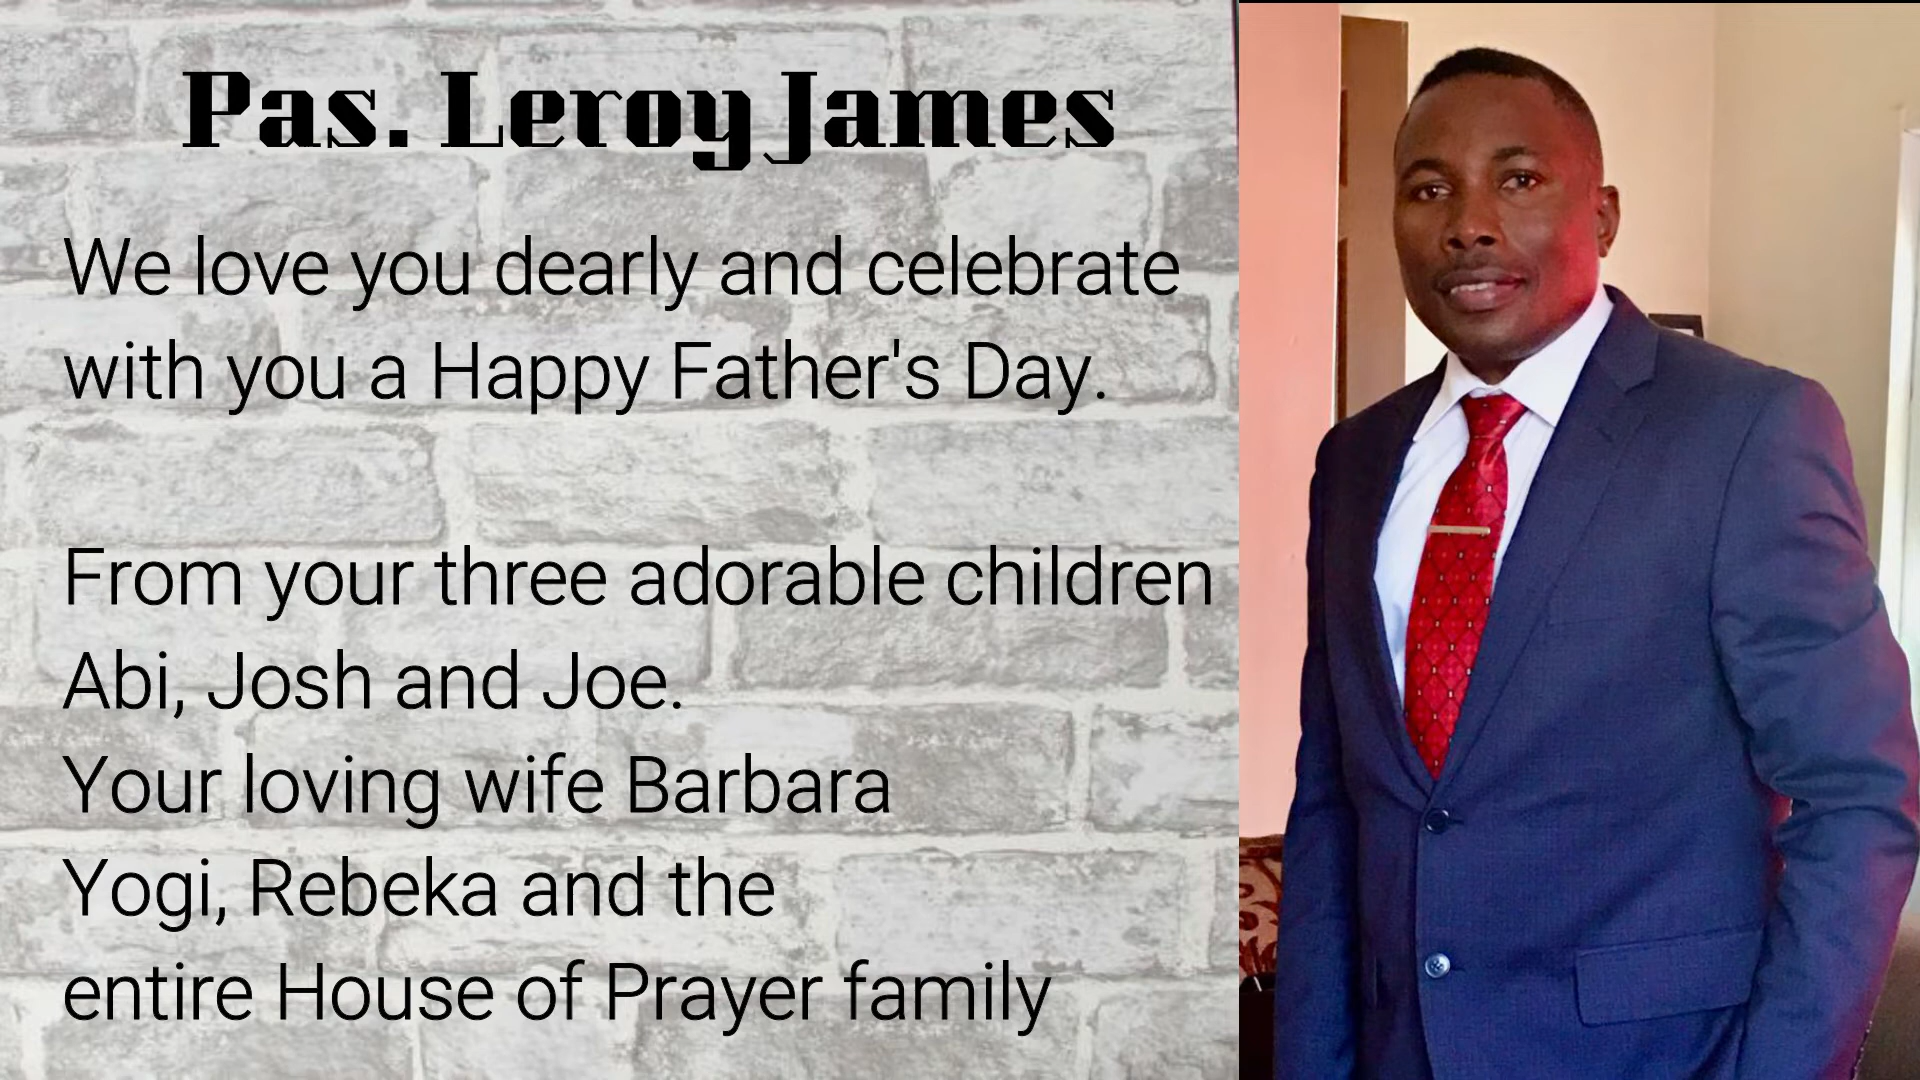 Pas. Leroy James
We love you dearly and celebrate
with you a Happy Father's Day.
From your three adorable children
Abi, Josh and Joe.
Your loving wife Barbara
Yogi, Rebeka and the
entire House of Prayer family